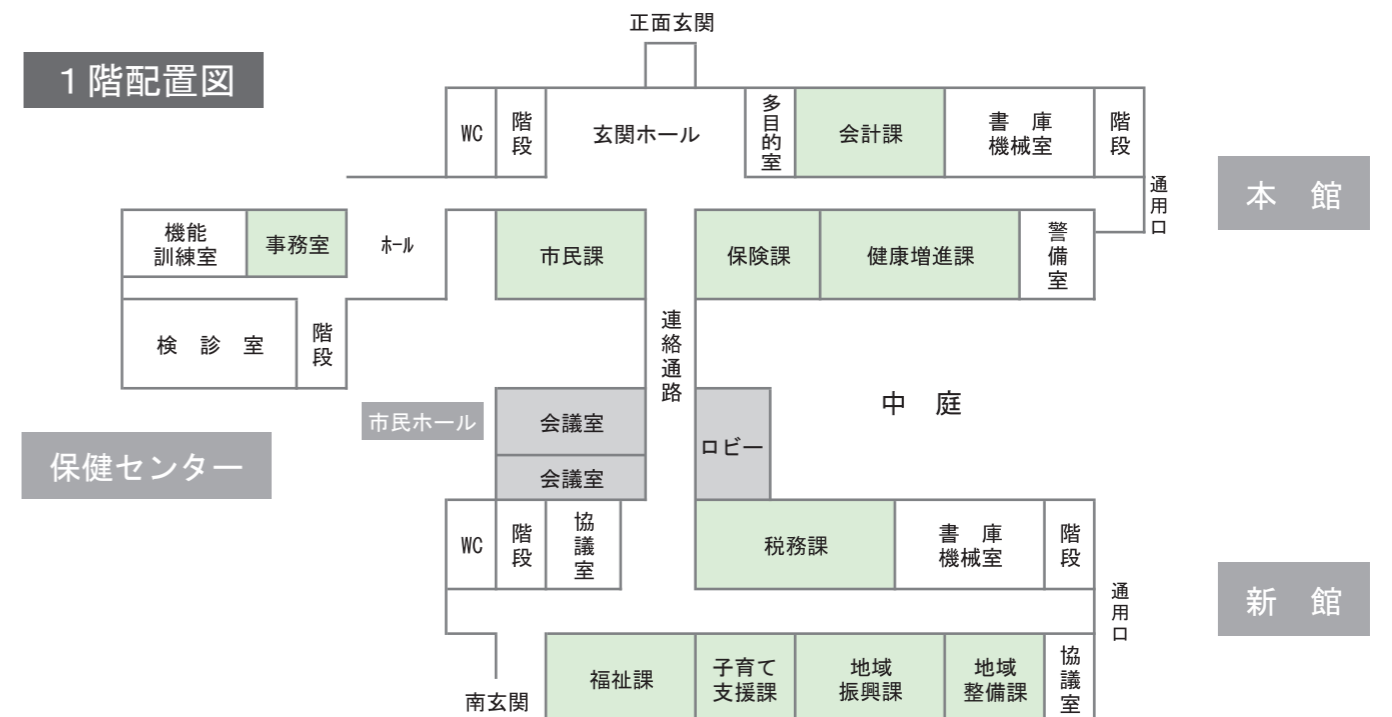 正面玄関
１階配置図
WC
階段
玄関ホール
多目的室
会計課
書　庫
機械室
階段
通用口
本　館
機能
訓練室
事務室
ホール
市民課
保険課
健康増進課
警備室
検　診　室
階段
連絡通路
中　庭
市民ホール
会議室
ロビー
保健センター
会議室
WC
階段
協議室
税務課
書　庫
機械室
階段
通用口
新　館
福祉課
子育て
支援課
地域
振興課
地域
整備課
協議室
南玄関